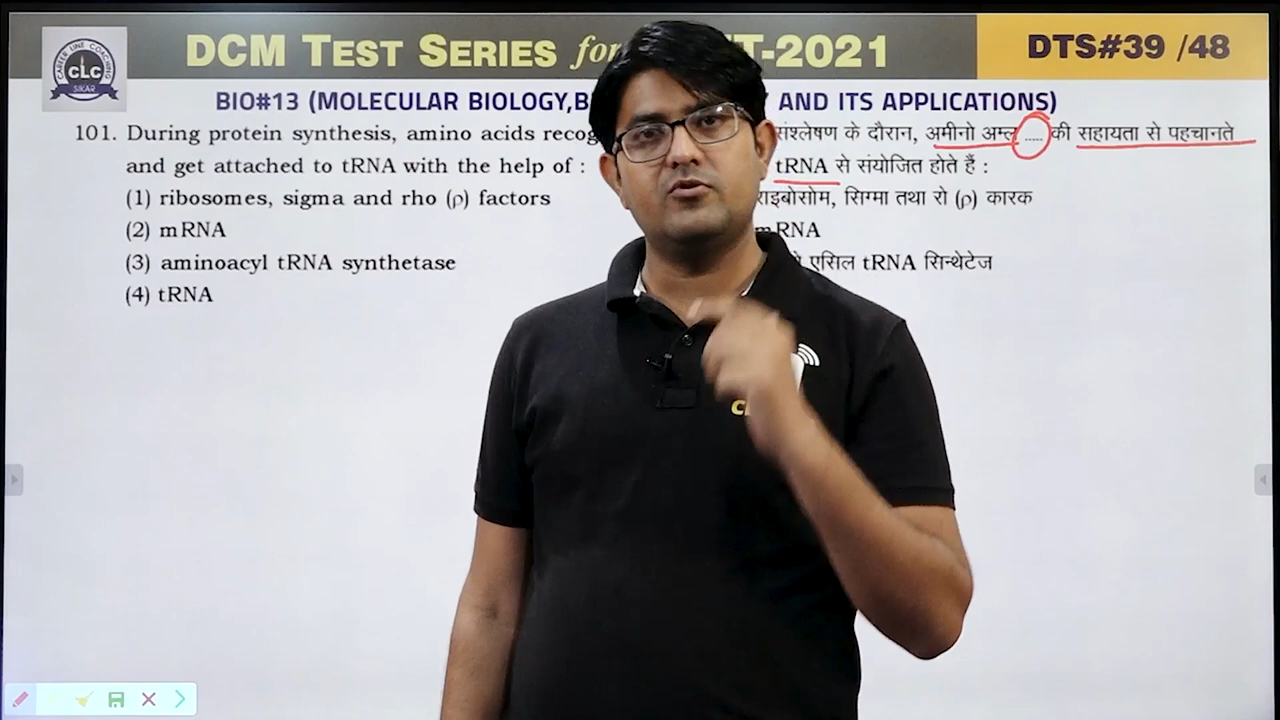 DCM TEST SERIES for T-2021
DTS#39 /48
CAREER LINE COACHING
CLC
SIKAR
BIO#13 (MOLECULAR BIOLOGY,B AND ITS APPLICATIONS)
101. During protein synthesis, amino acids recog
and get attached to tRNA with the help of :
(1) ribosomes, sigma and rho (ρ) factors
(2) mRNA
(3) aminoacyl tRNA synthetase
(4) tRNA
संश्लेषण के दौरान, अमीनो अम्ल ..... की सहायता से पहचानते
tRNA से संयोजित होते हैं :
राइबोसोम, सिग्मा तथा रो (ρ) कारक
mRNA
एसिल tRNA सिन्थेटेज